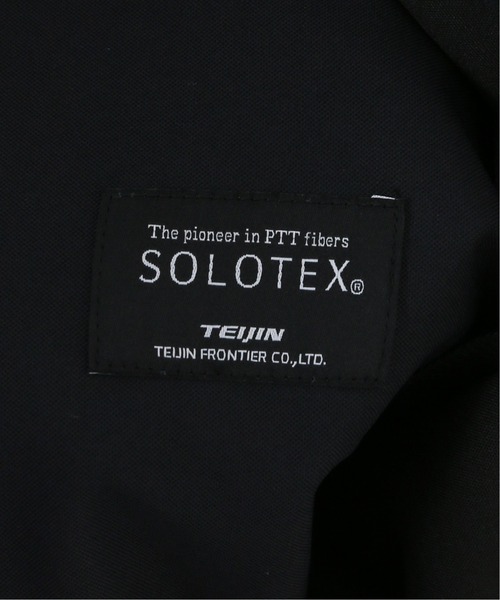 The pioneer in PTT fibers
SOLOTEX®
TEIJIN
TEIJIN FRONTIER CO.,LTD.